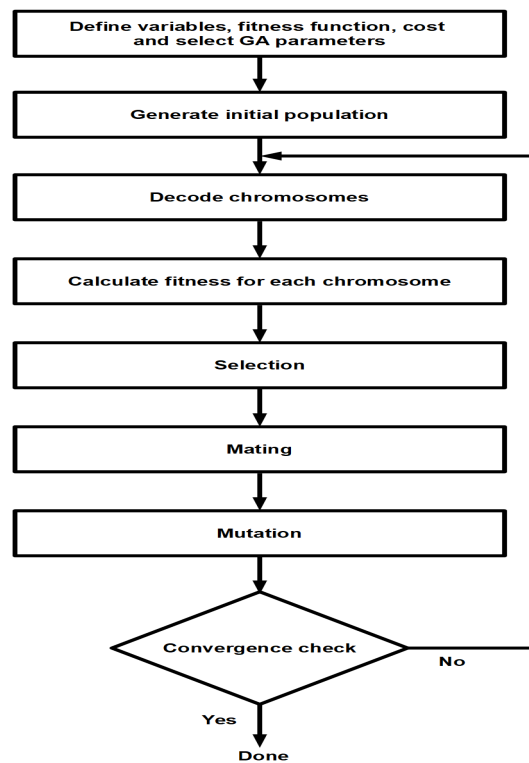 Define variables, fitness function, cost
and select GA parameters
Generate initial population
Decode chromosomes
Calculate fitness for each chromosome
Selection
Mating
Mutation
Convergence check
No
Yes
Done